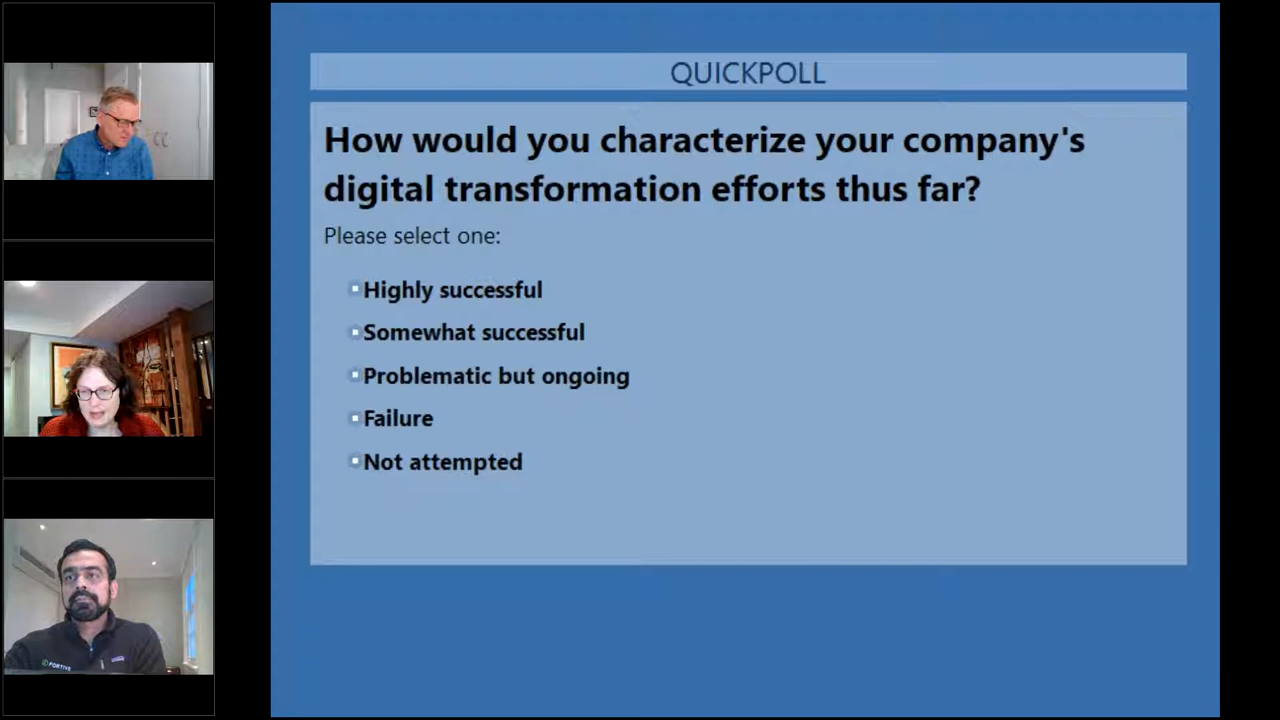 QUICKPOLL
How would you characterize your company's
digital transformation efforts thus far?
Please select one:
Highly successful
Somewhat successful
Problematic but ongoing
Failure
Not attempted
FORTIVE